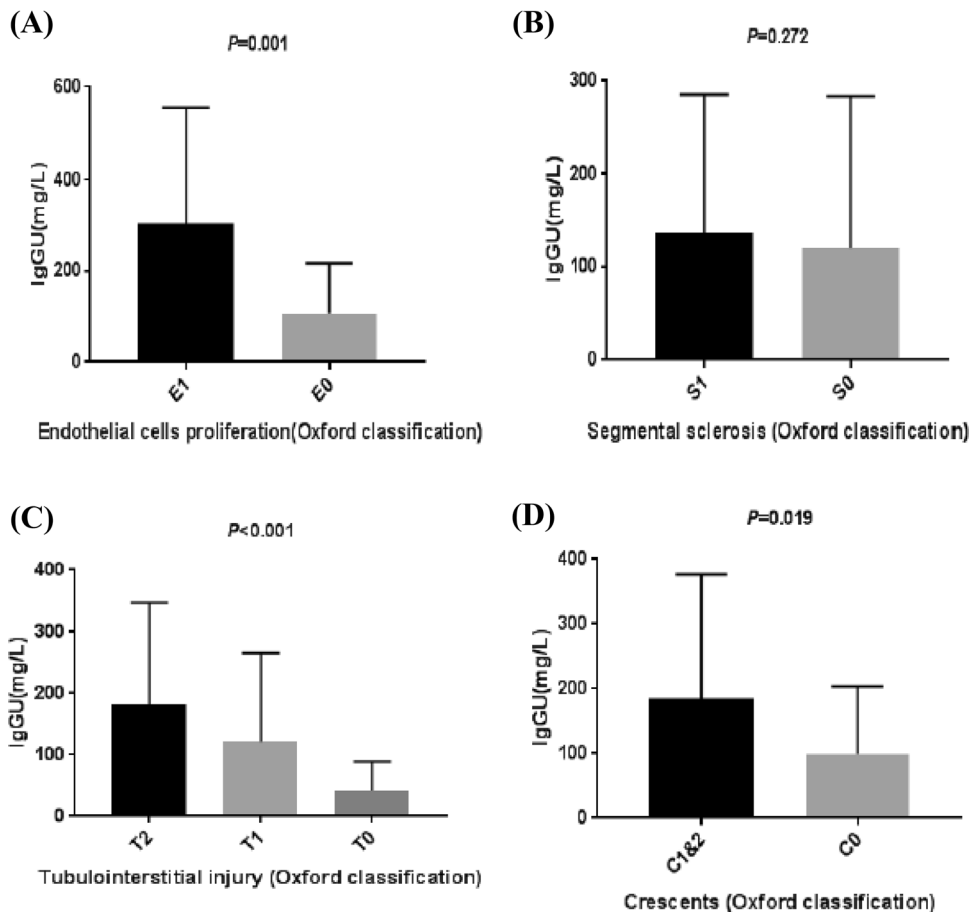 (A)
P=0.001
IgGU(mg/L)
600
400
200
0
E1
E0
Endothelial cells proliferation(Oxford classification)
(B)
P=0.272
IgGU(mg/L)
300
200
100
0
S1
S0
Segmental sclerosis (Oxford classification)
(C)
P<0.001
IgGU(mg/L)
400
300
200
100
0
T2
T1
T0
Tubulointerstitial injury (Oxford classification)
(D)
P=0.019
IgGU(mg/L)
400
300
200
100
0
C1&2
C0
Crescents (Oxford classification)